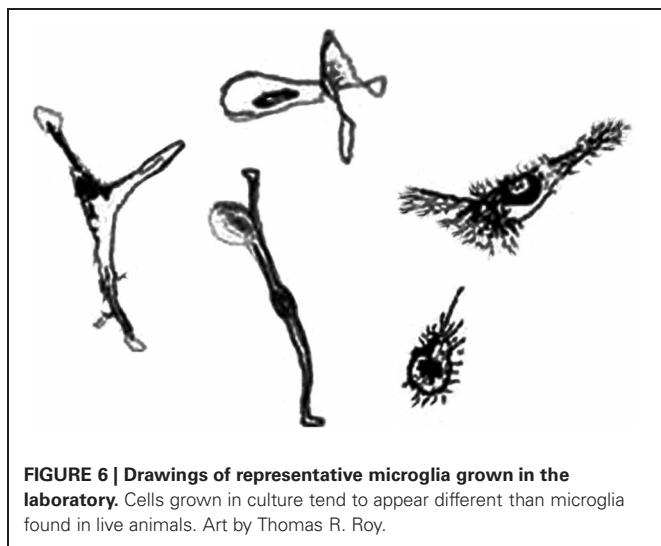 FIGURE 6 | Drawings of representative microglia grown in the
laboratory. Cells grown in culture tend to appear different than microglia
found in live animals. Art by Thomas R. Roy.